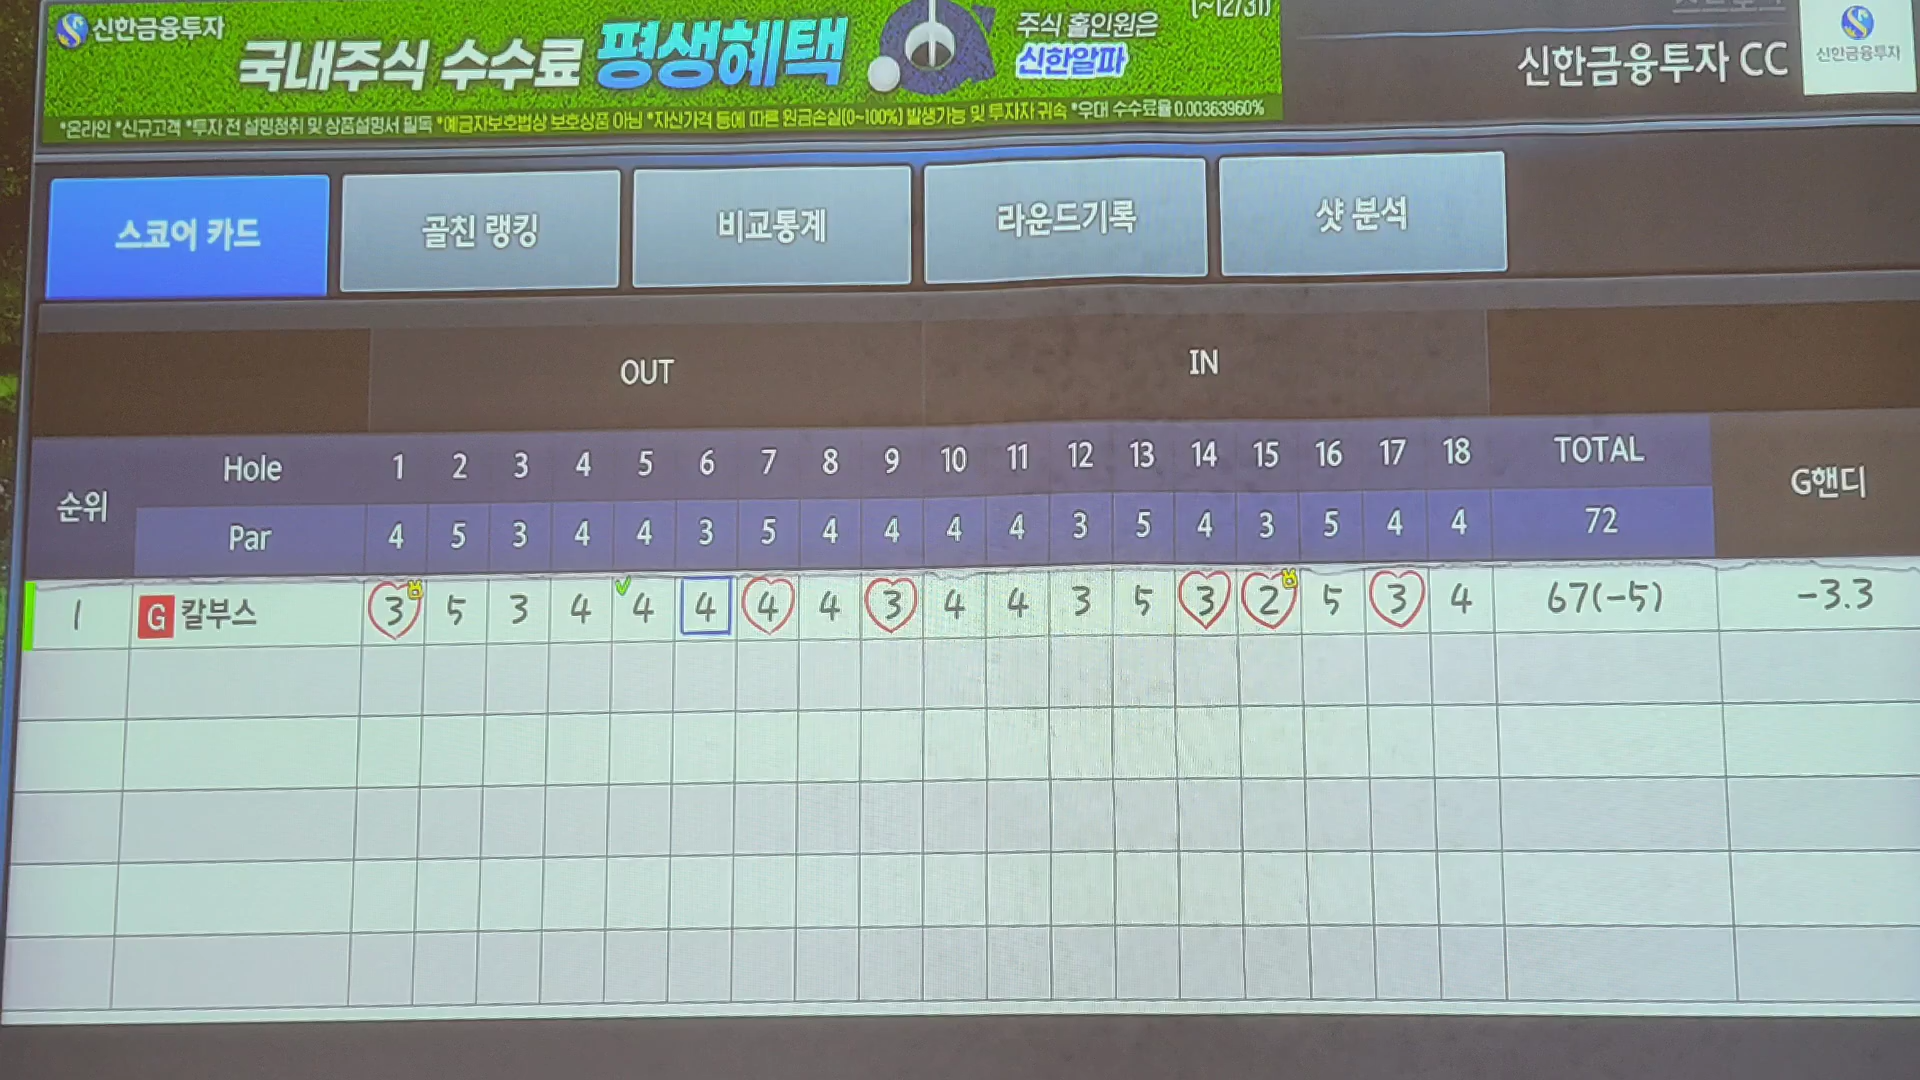 신한금융투자
국내주식 수수료 평생혜택
주식 홀인원은
신한알파
(~12/31)
*온라인 *신규고객 *투자 전 설명청취 및 상품설명서 필독 *예금자보호법상 보호상품 아님 *자산가격 등에 따른 원금손실(0~100%) 발생가능 및 투자자 귀속 *우대 수수료율 0.00363960%
신한금융투자 CC
신한금융투자
스코어 카드 골친 랭킹 비교통계 라운드기록 샷 분석
OUT IN
순위 Hole 1 2 3 4 5 6 7 8 9 10 11 12 13 14 15 16 17 18 TOTAL G핸디
Par 4 5 3 4 4 3 5 4 4 4 4 3 5 4 3 5 4 4 72
1 G 칼부스 3 5 3 4 4 4 4 4 3 4 4 3 5 3 2 5 3 4 67(-5) -3.3